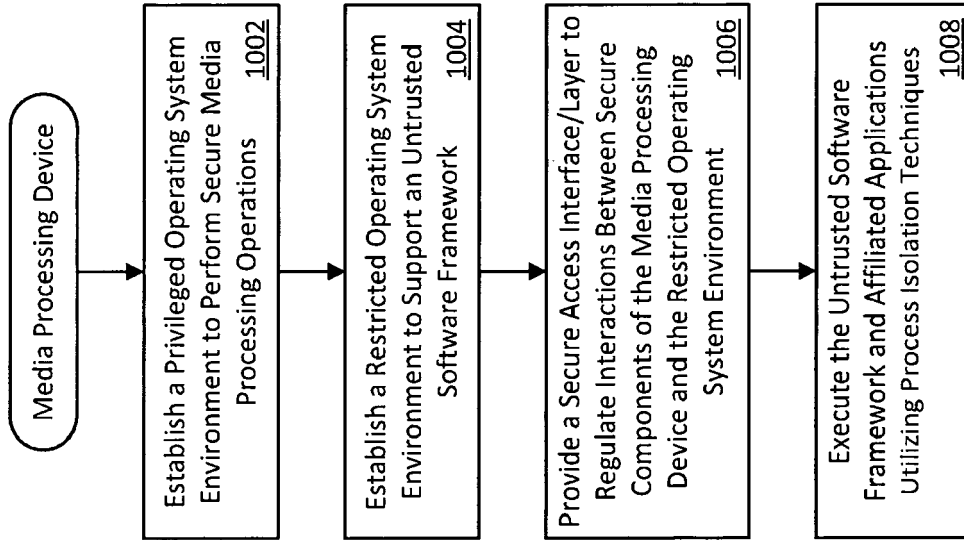 Media Processing Device
Establish a Privileged Operating System
Environment to Perform Secure Media
Processing Operations
1002
Establish a Restricted Operating System
Environment to Support an Untrusted
Software Framework
1004
Provide a Secure Access Interface/Layer to
Regulate Interactions Between Secure
Components of the Media Processing
Device and the Restricted Operating
System Environment
1006
Execute the Untrusted Software
Framework and Affiliated Applications
Utilizing Process Isolation Techniques
1008